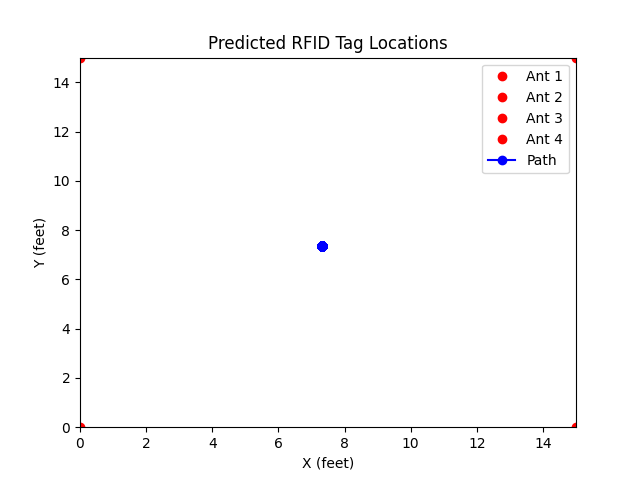 Predicted RFID Tag Locations
Ant 1
Ant 2
Ant 3
Ant 4
Path
Y (feet)
14
12
10
8
6
4
2
0
0 2 4 6 8 10 12 14
X (feet)